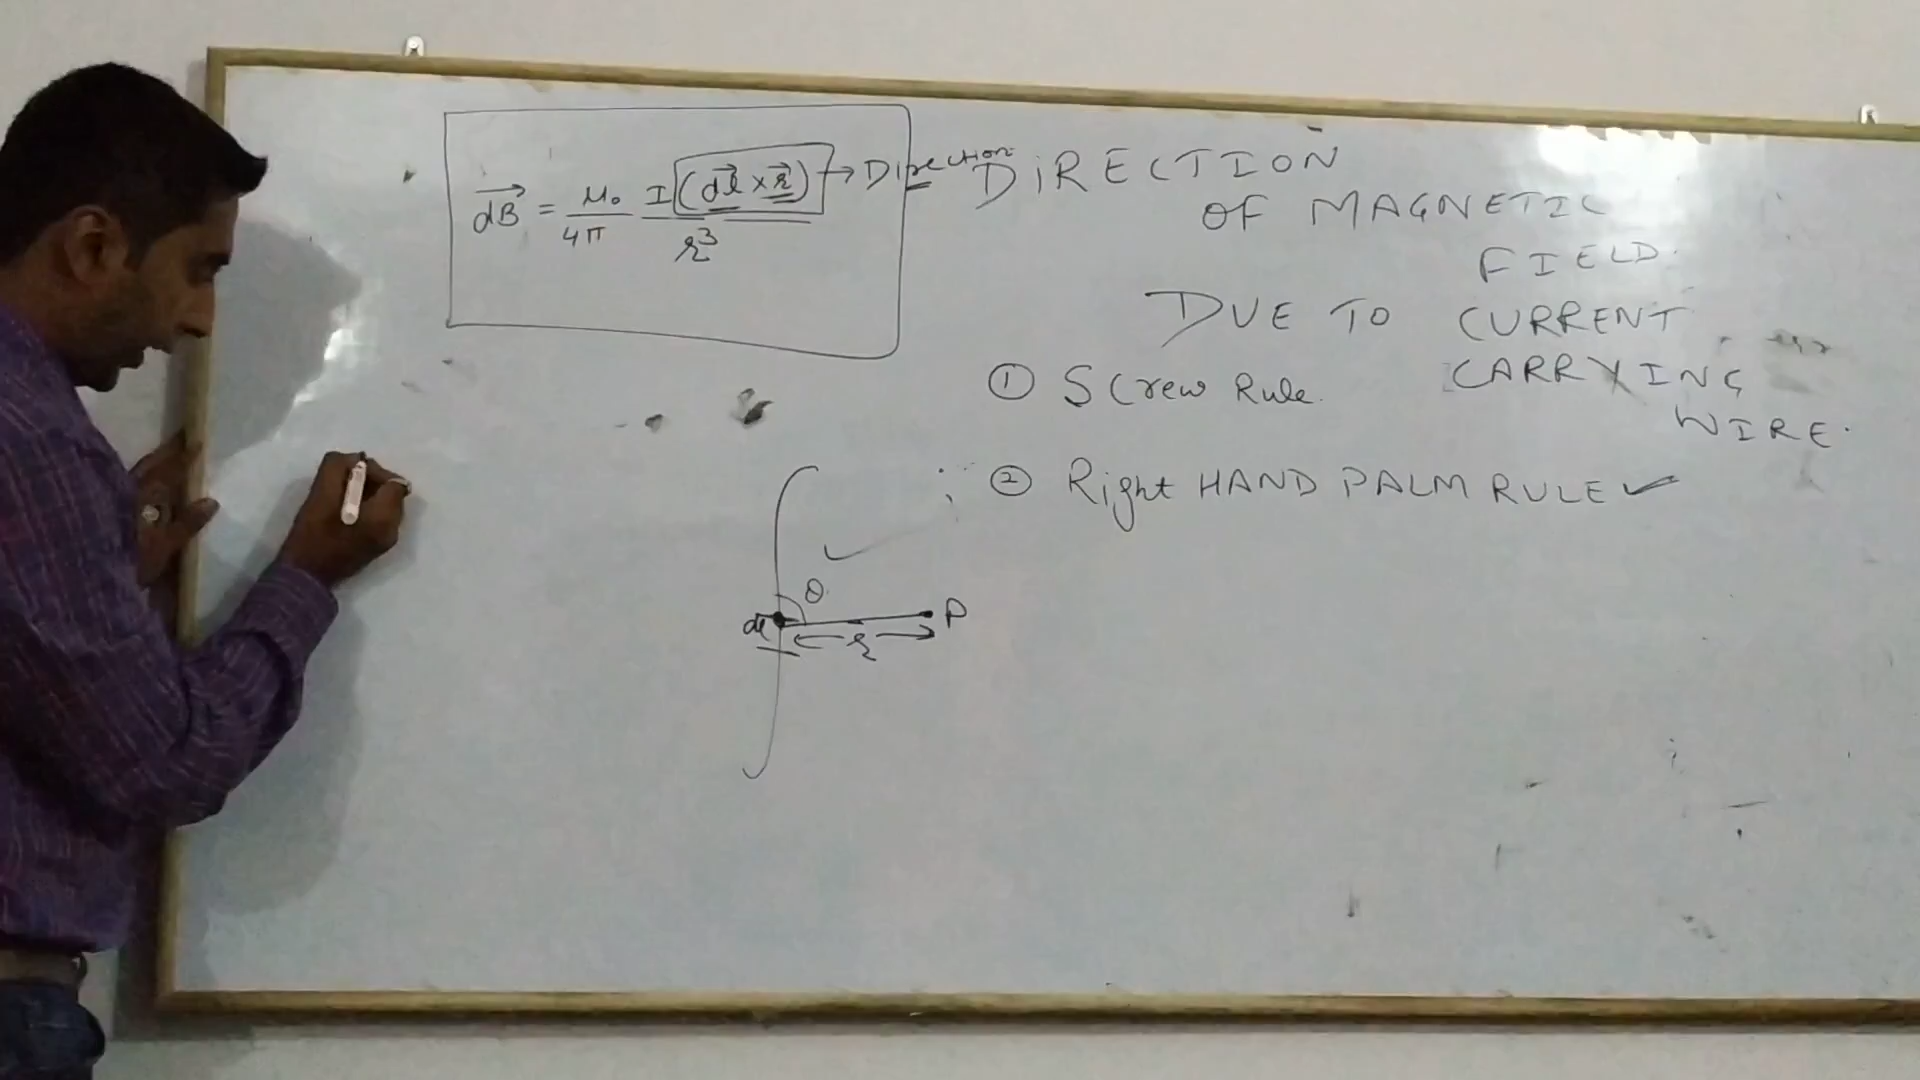 dB = μ₀/4π I(dl × r)/r³ → Direction
DIRECTION
OF MAGNETIC
FIELD.
DUE TO CURRENT
CARRYING
WIRE.
① Screw Rule.
② Right HAND PALM RULE ✓
θ
dl
r
P